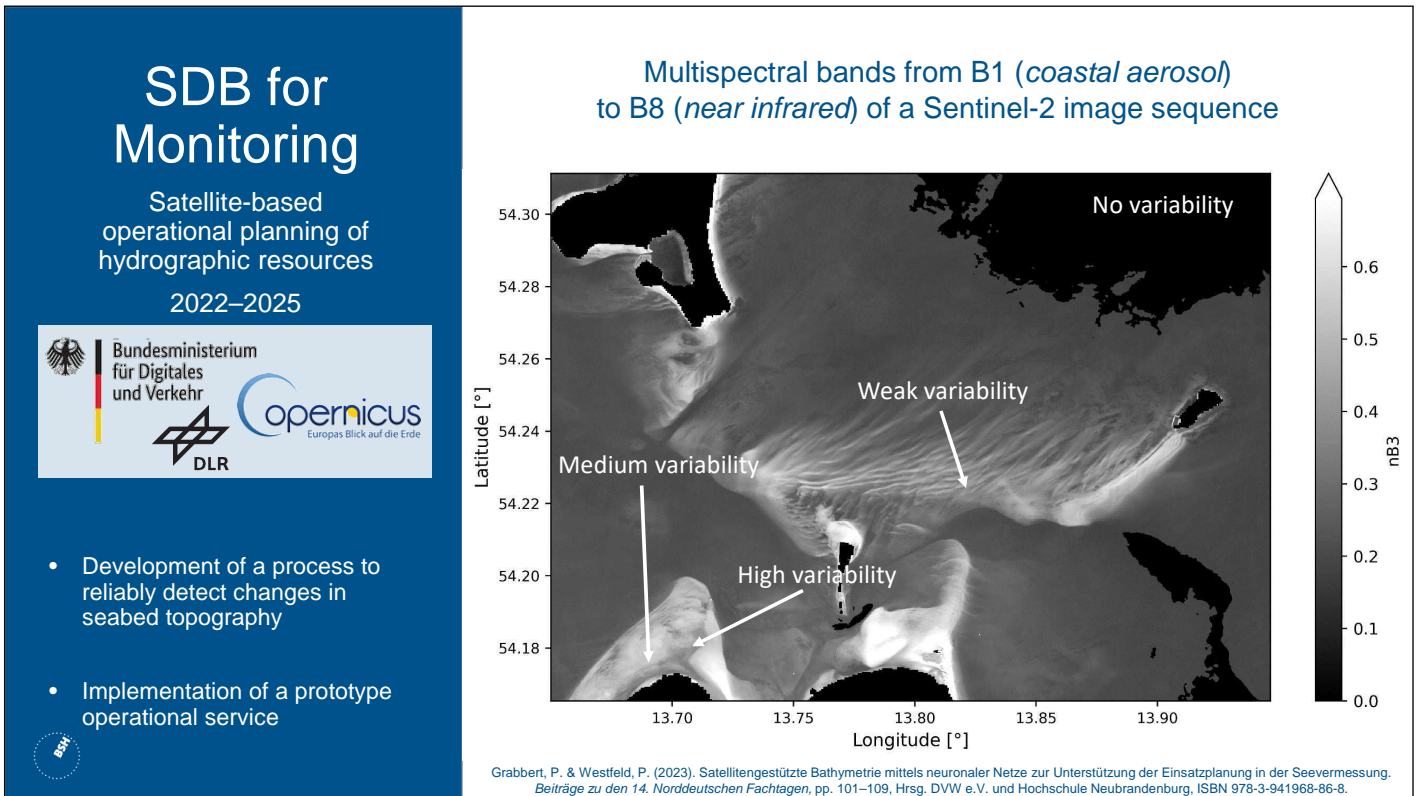 SDB for
Monitoring
Satellite-based
operational planning of
hydrographic resources
2022–2025
Bundesministerium
für Digitales
und Verkehr
opernicus
Europas Blick auf die Erde
DLR
• Development of a process to
reliably detect changes in
seabed topography
• Implementation of a prototype
operational service
BSH
Multispectral bands from B1 (coastal aerosol)
to B8 (near infrared) of a Sentinel-2 image sequence
No variability
Weak variability
Medium variability
High variability
54.30
54.28
54.26
54.24
54.22
54.20
54.18
Latitude [°]
13.70 13.75 13.80 13.85 13.90
Longitude [°]
0.6
0.5
0.4
0.3
0.2
0.1
0.0
nB3
Grabbert, P. & Westfeld, P. (2023). Satellitengestützte Bathymetrie mittels neuronaler Netze zur Unterstützung der Einsatzplanung in der Seevermessung.
Beiträge zu den 14. Norddeutschen Fachtagen, pp. 101–109, Hrsg. DVW e.V. und Hochschule Neubrandenburg, ISBN 978-3-941968-86-8.